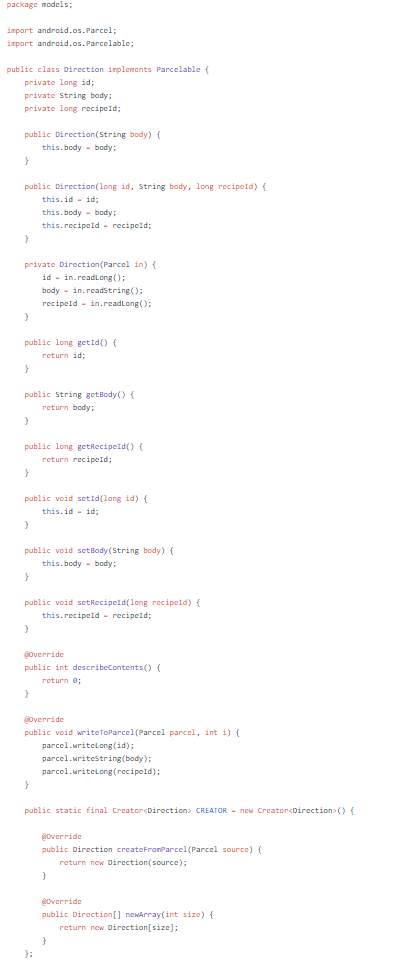 package models;
import android.os.Parcel;
import android.os.Parcelable;
public class Direction implements Parcelable {
private long id;
private String body;
private long recipeId;
public Direction(String body) {
this.body = body;
}
public Direction(long id, String body, long recipeId) {
this.id = id;
this.body = body;
this.recipeId = recipeId;
}
private Direction(Parcel in) {
id = in.readLong();
body = in.readString();
recipeId = in.readLong();
}
public long getId() {
return id;
}
public String getBody() {
return body;
}
public long getRecipeId() {
return recipeId;
}
public void setId(long id) {
this.id = id;
}
public void setBody(String body) {
this.body = body;
}
public void setRecipeId(long recipeId) {
this.recipeId = recipeId;
}
@Override
public int describeContents() {
return 0;
}
@Override
public void writeToParcel(Parcel parcel, int i) {
parcel.writeLong(id);
parcel.writeString(body);
parcel.writeLong(recipeId);
}
public static final Creator<Direction> CREATOR = new Creator<Direction>() {
@Override
public Direction createFromParcel(Parcel source) {
return new Direction(source);
}
@Override
public Direction[] newArray(int size) {
return new Direction[size];
}
};